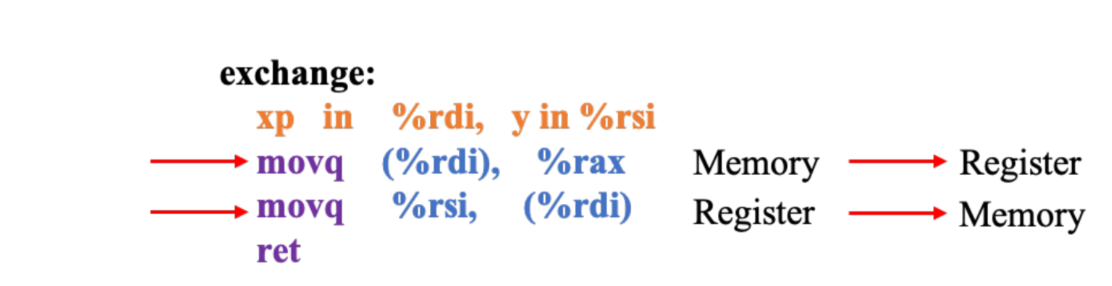 exchange:
xp in %rdi, y in %rsi
movq (%rdi), %rax Memory Register
movq %rsi, (%rdi) Register Memory
ret